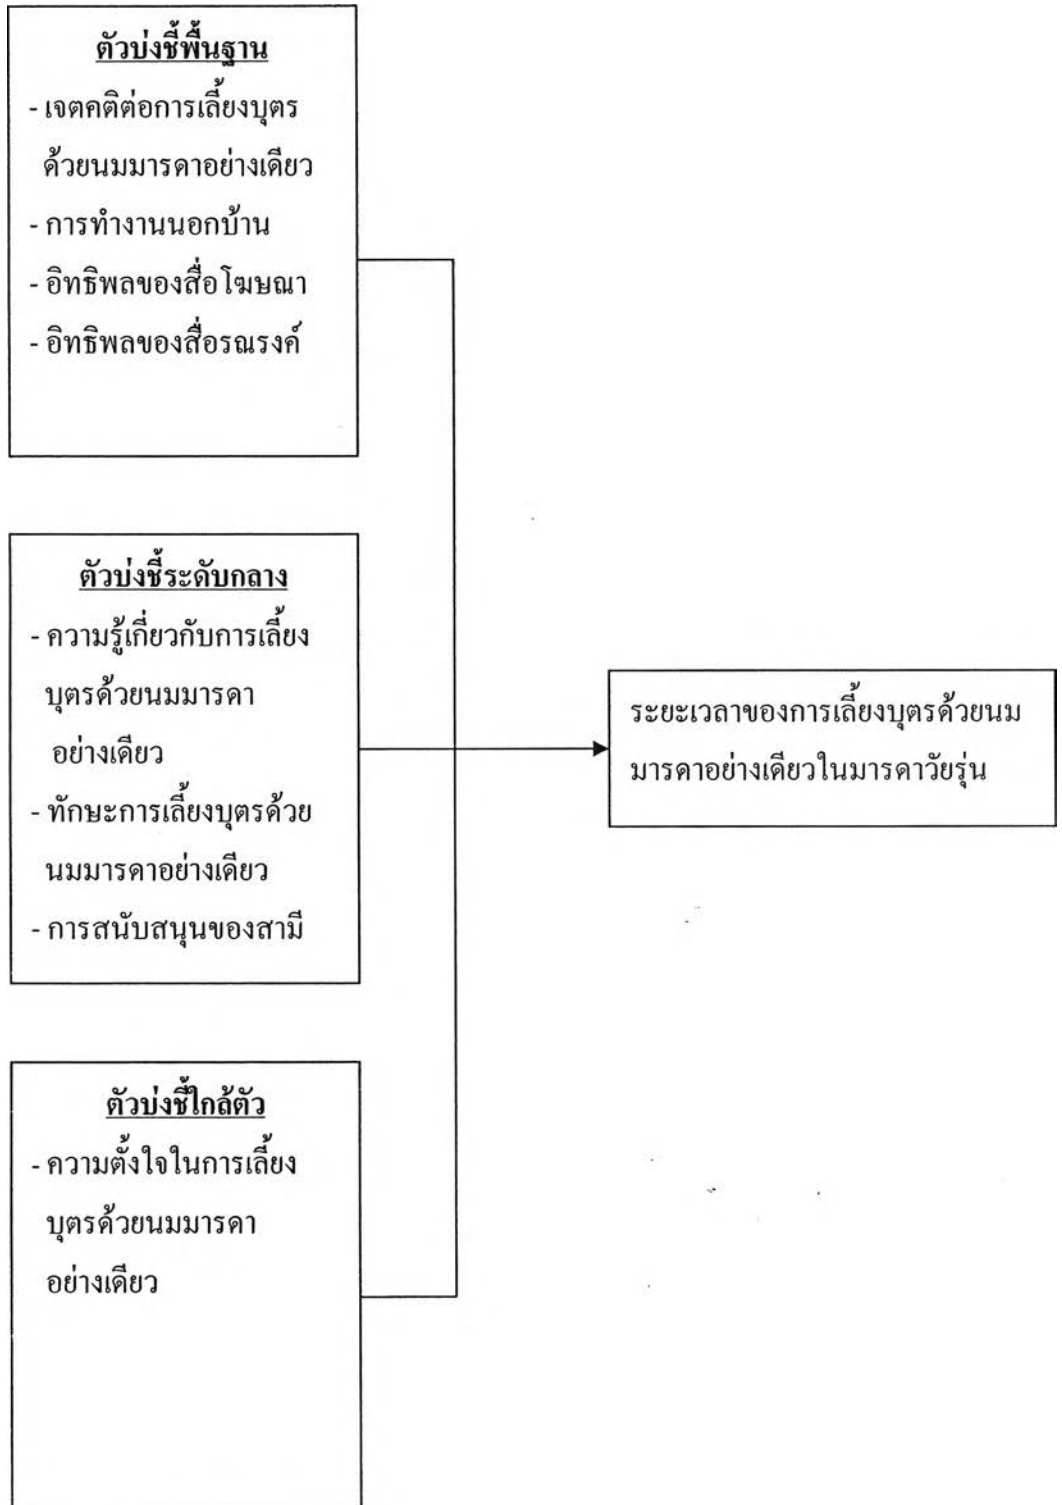 ตัวบ่งชี้พื้นฐาน
- เจตคติต่อการเลี้ยงบุตร
ด้วยนมมารดาอย่างเดียว
- การทำงานนอกบ้าน
- อิทธิพลของสื่อโฆษณา
- อิทธิพลของสื่อรณรงค์
ตัวบ่งชี้ระดับกลาง
- ความรู้เกี่ยวกับการเลี้ยง
บุตรด้วยนมมารดา
อย่างเดียว
- ทักษะการเลี้ยงบุตรด้วย
นมมารดาอย่างเดียว
- การสนับสนุนของสามี
ตัวบ่งชี้ใกล้ตัว
- ความตั้งใจในการเลี้ยง
บุตรด้วยนมมารดา
อย่างเดียว
ระยะเวลาของการเลี้ยงบุตรด้วยนม
มารดาอย่างเดียวในมารดาวัยรุ่น